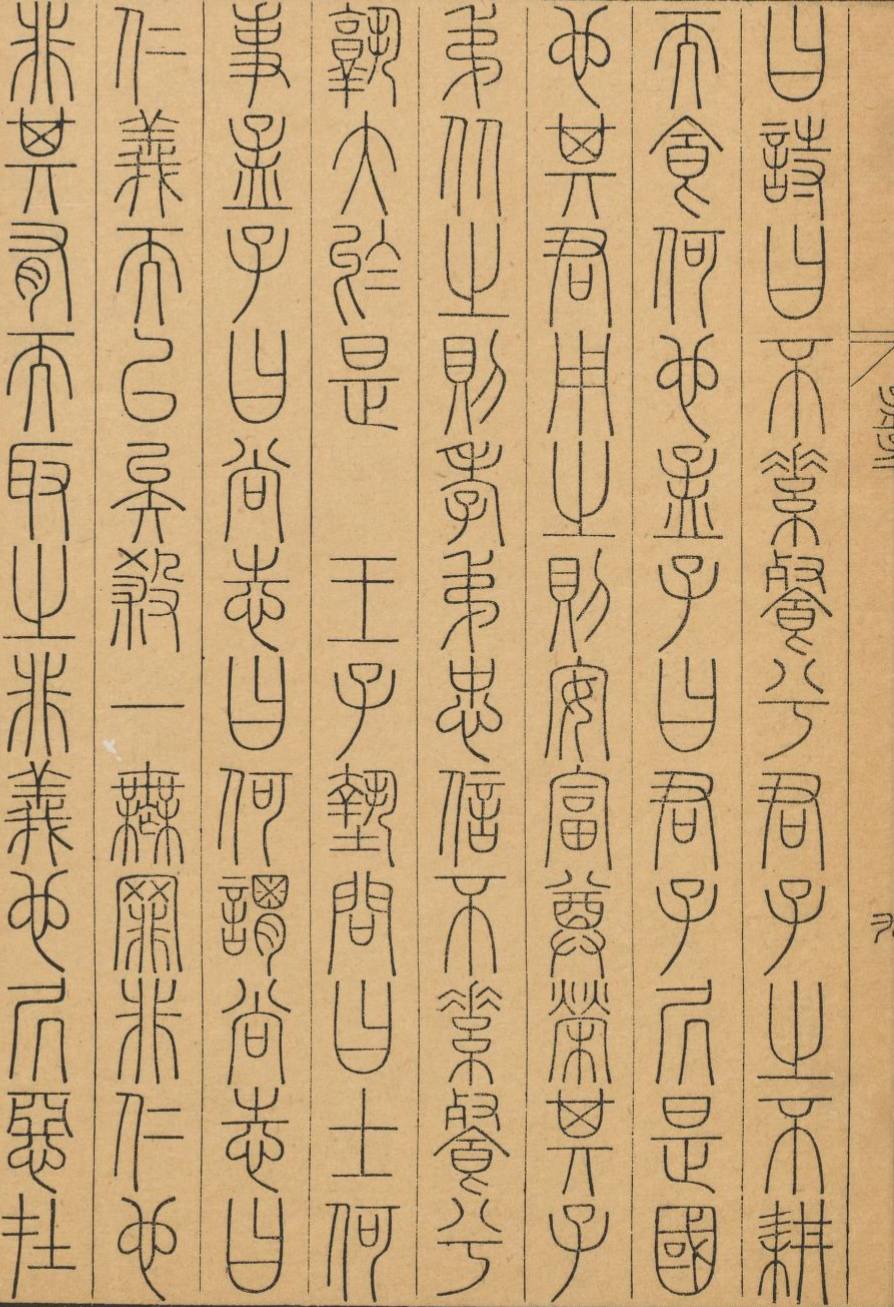 曰詩曰不素餐兮君子之不耕
而食何也孟子曰君子居是國
也其君用之則安富尊榮其子
弟从之則孝弟忠信不素餐兮
孰大於是　王子墊問曰士何
事孟子曰尚志曰何謂尚志曰
仁義而已矣殺一無罪非仁也
非其有而取之非義也居惡在